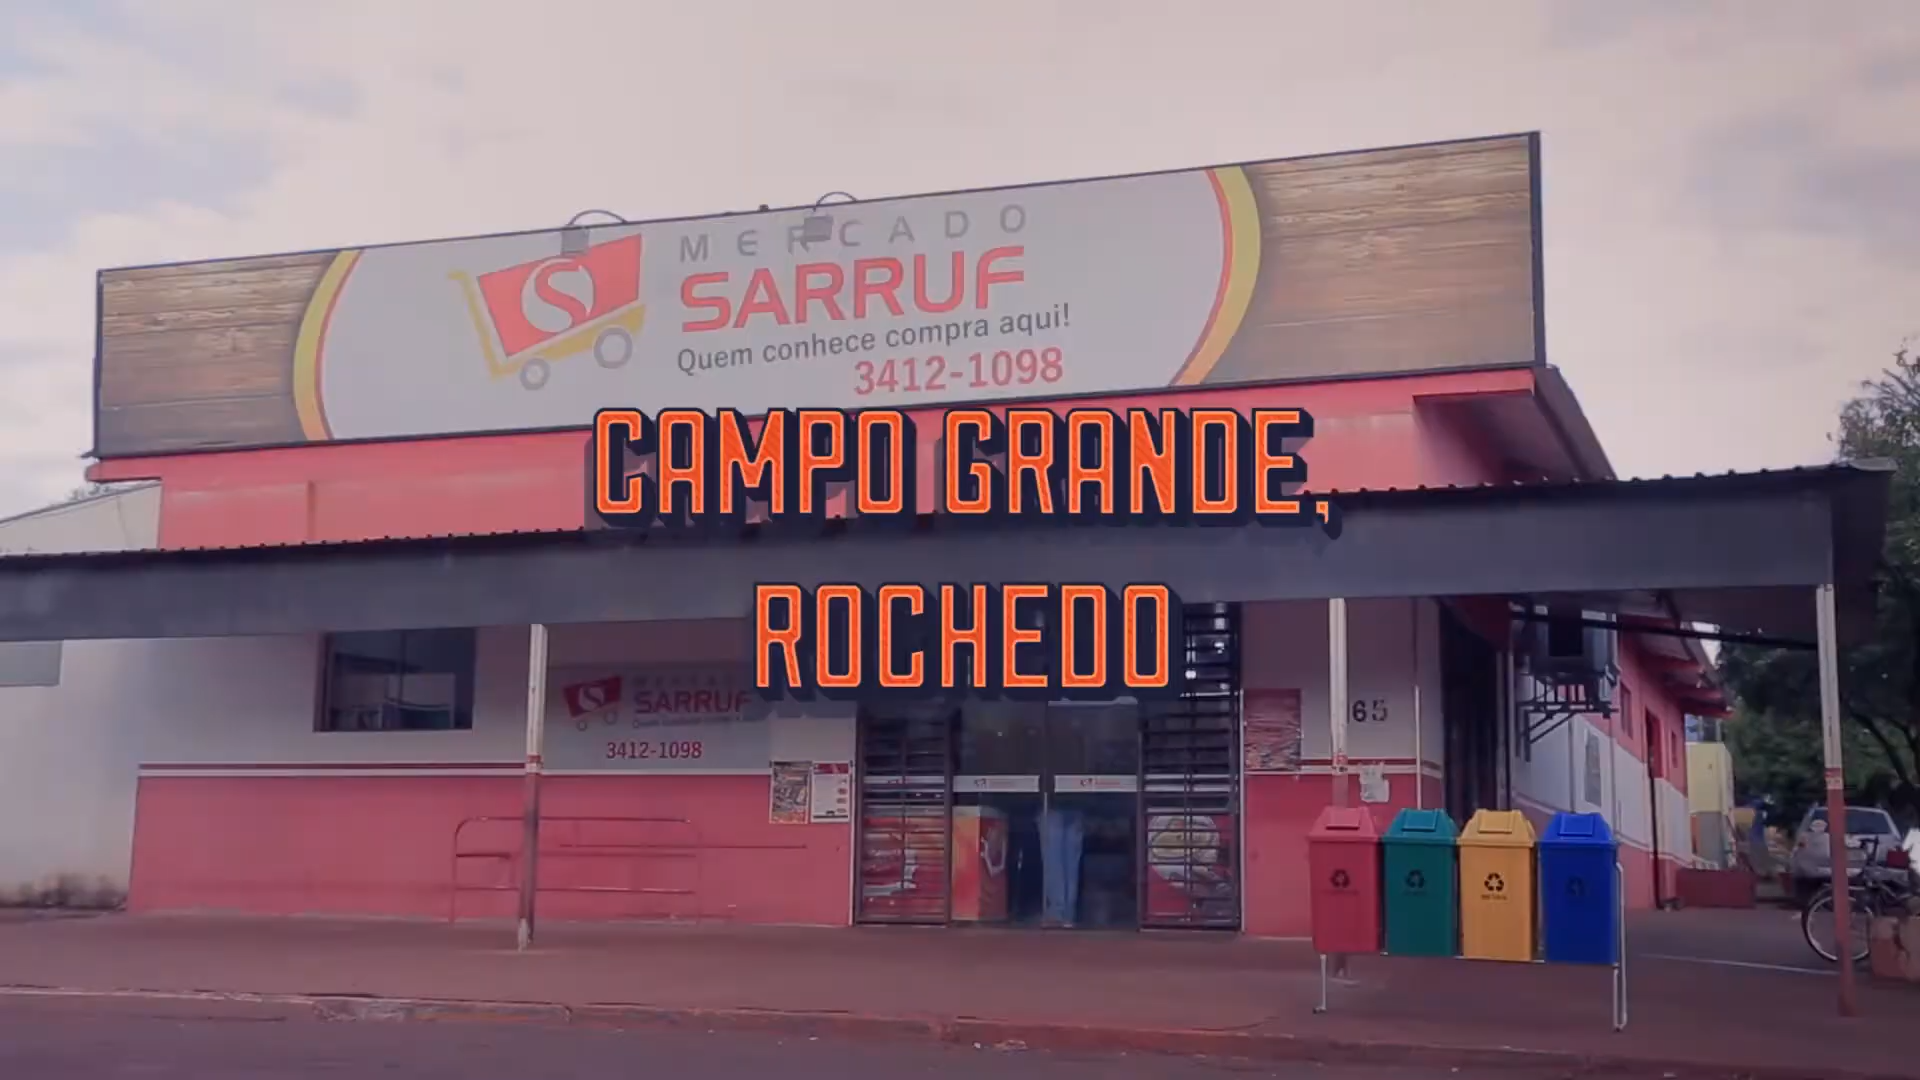 MERCADO
SARRUF
Quem conhece compra aqui!
3412-1098
CAMPO GRANDE,
ROCHEDO
SARRUF
3412-1098
65